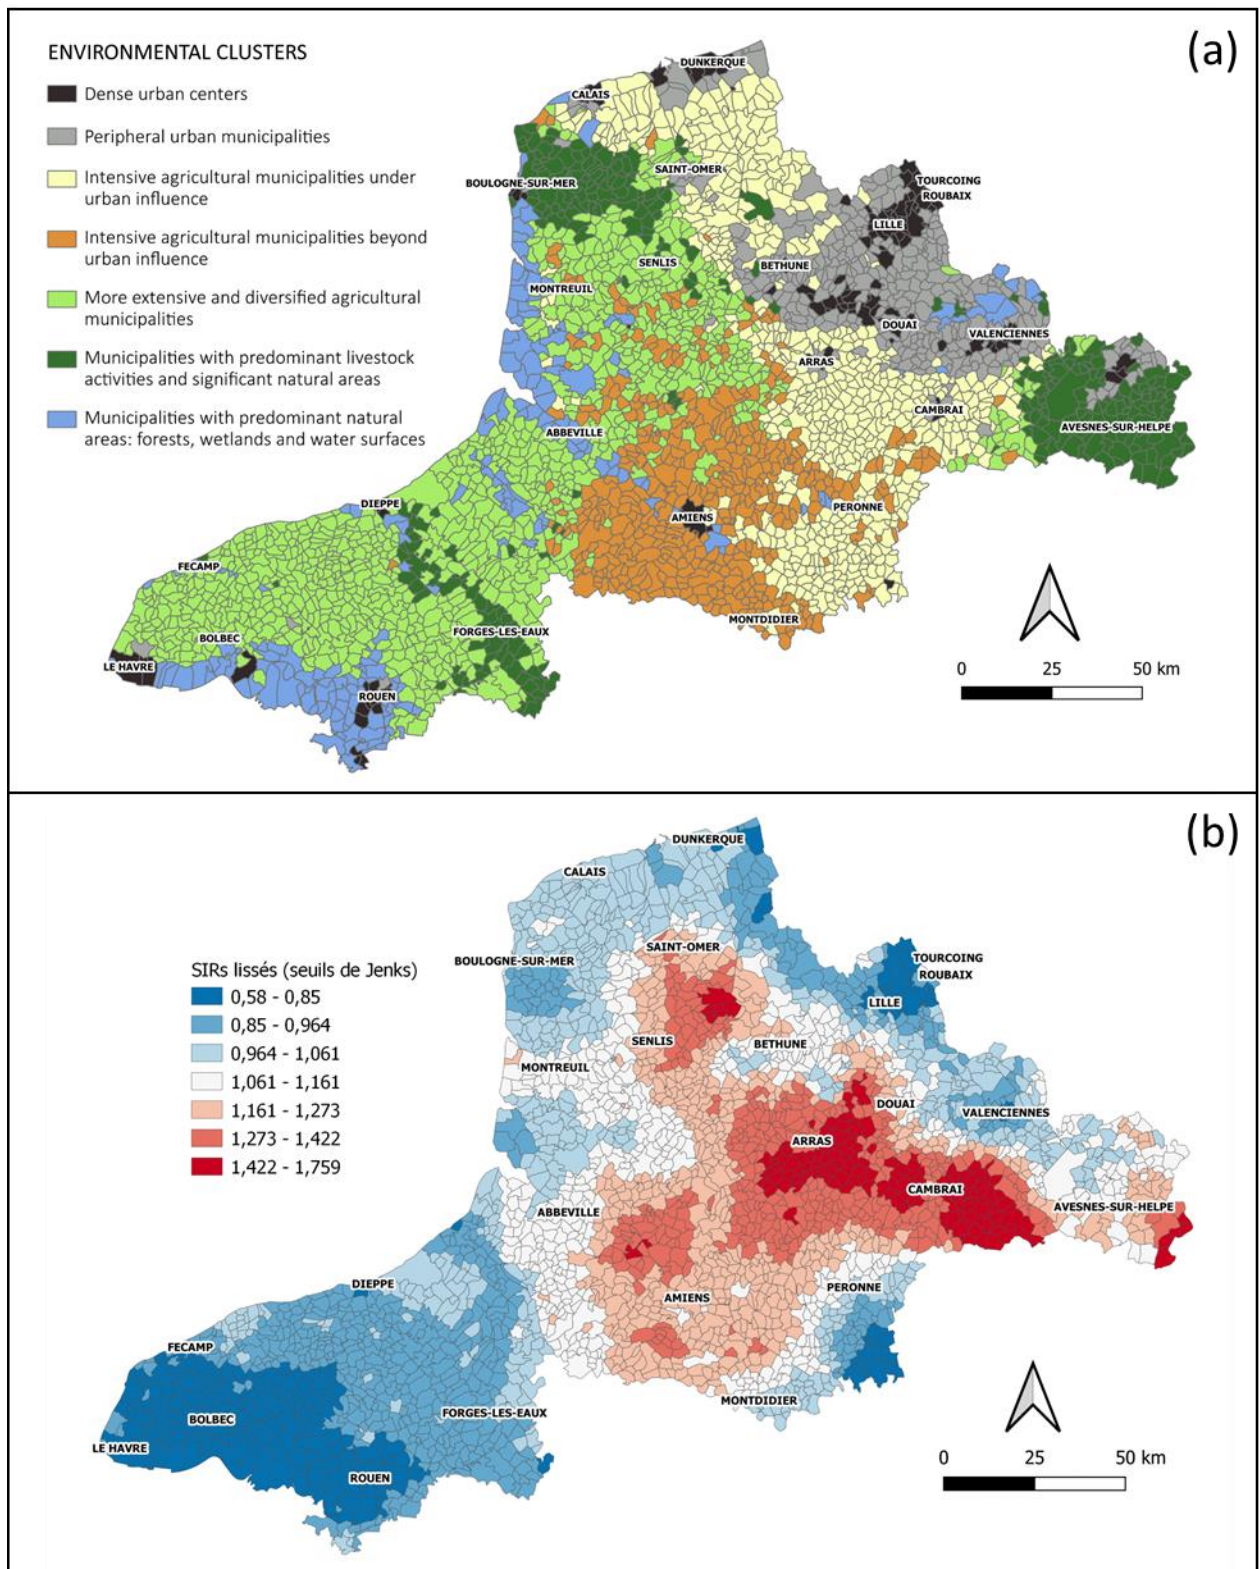 (a)
ENVIRONMENTAL CLUSTERS
Dense urban centers
Peripheral urban municipalities
Intensive agricultural municipalities under
urban influence
Intensive agricultural municipalities beyond
urban influence
More extensive and diversified agricultural
municipalities
Municipalities with predominant livestock
activities and significant natural areas
Municipalities with predominant natural
areas: forests, wetlands and water surfaces
DUNKERQUE
CALAIS
SAINT-OMER
BOULOGNE-SUR-MER
TOURCOING
ROUBAIX
LILLE
SENLIS
BETHUNE
MONTREUIL
DOUAI
VALENCIENNES
ARRAS
CAMBRAI
AVESNES-SUR-HELPE
ABBEVILLE
DIEPPE
AMIENS
PERONNE
FECAMP
MONTDIDIER
FORGES-LES-EAUX
BOLBEC
LE HAVRE
ROUEN
0 25 50 km
(b)
SIRs lissés (seuils de Jenks)
0,58 - 0,85
0,85 - 0,964
0,964 - 1,061
1,061 - 1,161
1,161 - 1,273
1,273 - 1,422
1,422 - 1,759
DUNKERQUE
CALAIS
SAINT-OMER
BOULOGNE-SUR-MER
TOURCOING
ROUBAIX
LILLE
SENLIS
BETHUNE
MONTREUIL
DOUAI
VALENCIENNES
ARRAS
CAMBRAI
AVESNES-SUR-HELPE
ABBEVILLE
DIEPPE
AMIENS
PERONNE
FECAMP
MONTDIDIER
FORGES-LES-EAUX
BOLBEC
LE HAVRE
ROUEN
0 25 50 km